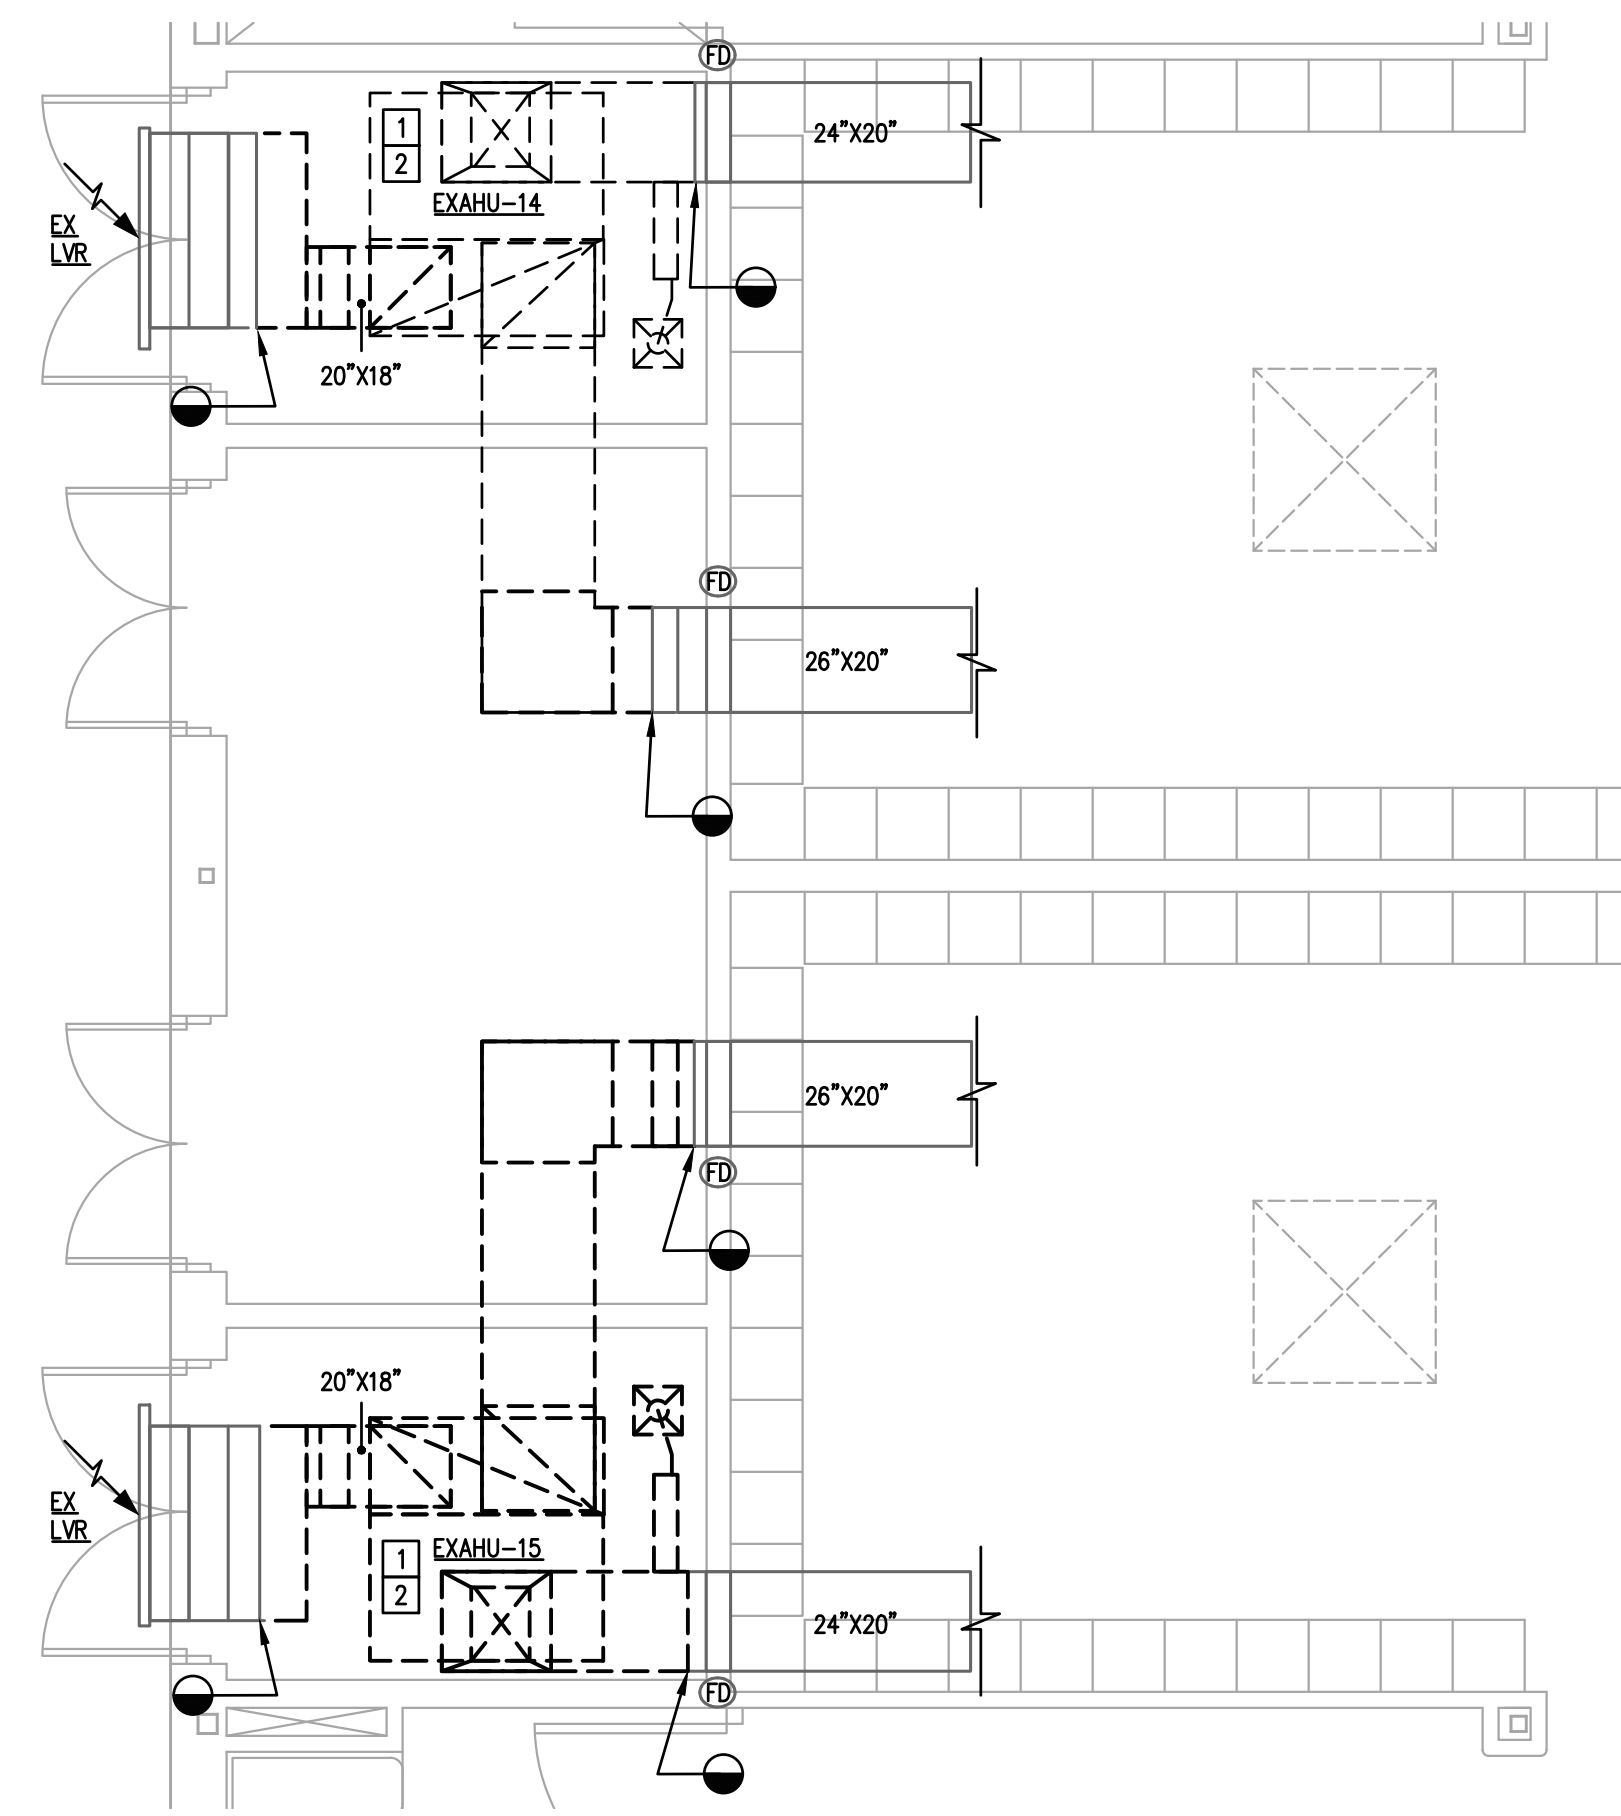 FD
1
24"X20"
2
EXAHU-14
EX
LVR
20"X18"
FD
26"X20"
26"X20"
FD
20"X18"
EX
LVR
1
EXAHU-15
2
24"X20"
FD